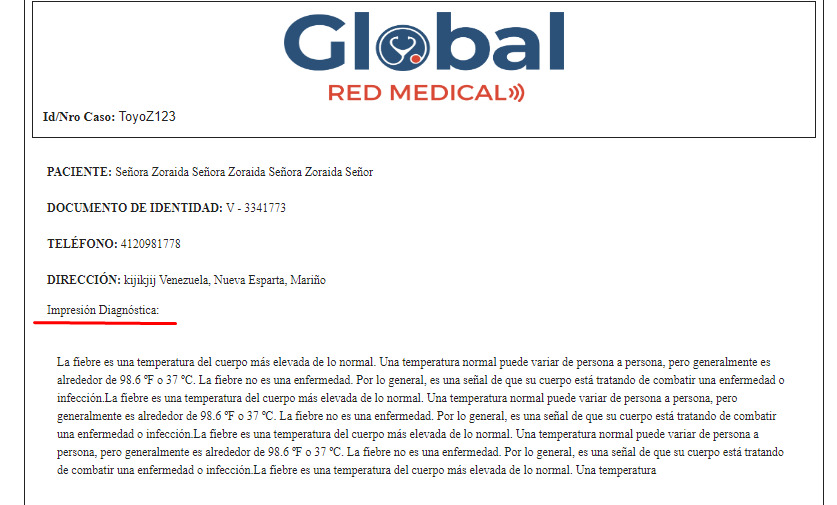 Global
RED MEDICAL
Id/Nro Caso: ToyoZ123
PACIENTE: Señora Zoraida Señora Zoraida Señora Zoraida Señor
DOCUMENTO DE IDENTIDAD: V - 3341773
TELÉFONO: 4120981778
DIRECCIÓN: kijikjij Venezuela, Nueva Esparta, Mariño
Impresión Diagnóstica:
La fiebre es una temperatura del cuerpo más elevada de lo normal. Una temperatura normal puede variar de persona a persona, pero generalmente es
alrededor de 98.6 ºF o 37 ºC. La fiebre no es una enfermedad. Por lo general, es una señal de que su cuerpo está tratando de combatir una enfermedad o
infección.La fiebre es una temperatura del cuerpo más elevada de lo normal. Una temperatura normal puede variar de persona a persona, pero
generalmente es alrededor de 98.6 ºF o 37 ºC. La fiebre no es una enfermedad. Por lo general, es una señal de que su cuerpo está tratando de combatir
una enfermedad o infección.La fiebre es una temperatura del cuerpo más elevada de lo normal. Una temperatura normal puede variar de persona a
persona, pero generalmente es alrededor de 98.6 ºF o 37 ºC. La fiebre no es una enfermedad. Por lo general, es una señal de que su cuerpo está tratando
de combatir una enfermedad o infección.La fiebre es una temperatura del cuerpo más elevada de lo normal. Una temperatura